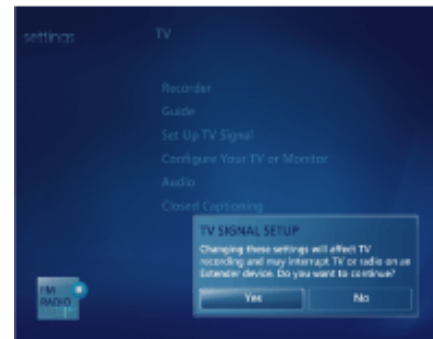 settings
TV
Recorder
Guide
Set Up TV Signal
Configure Your TV or Monitor
Audio
Closed Captioning
TV SIGNAL SETUP
Changing these settings will affect TV
recording and may interrupt TV or radio on an
Extender device. Do you want to continue?
Yes
No
FM
RADIO